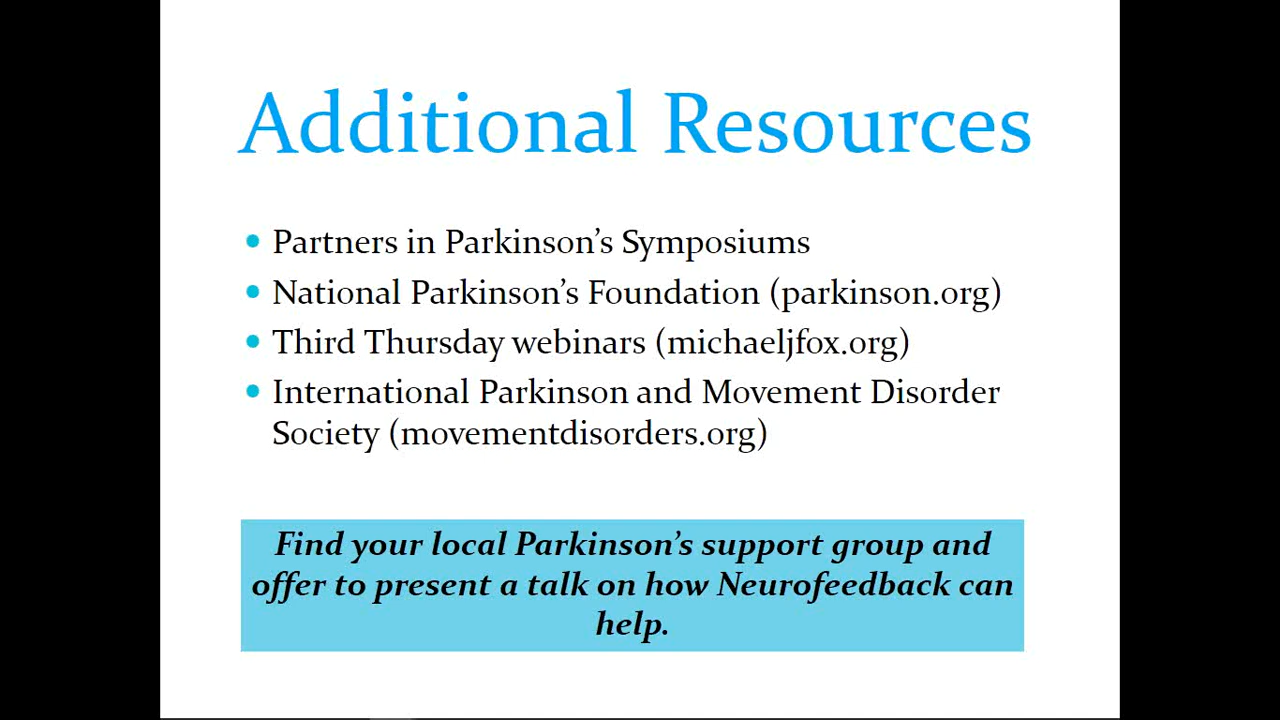 Additional Resources
• Partners in Parkinson’s Symposiums
• National Parkinson’s Foundation (parkinson.org)
• Third Thursday webinars (michaeljfox.org)
• International Parkinson and Movement Disorder
Society (movementdisorders.org)
Find your local Parkinson’s support group and
offer to present a talk on how Neurofeedback can
help.